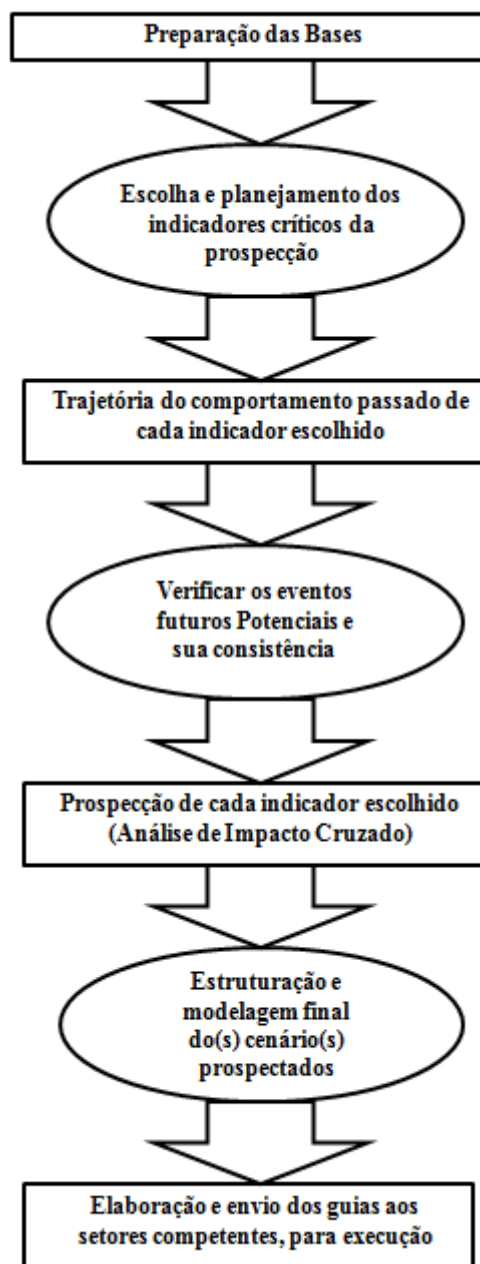 Preparação das Bases
Escolha e planejamento dos
indicadores críticos da
prospecção
Trajetória do comportamento passado de
cada indicador escolhido
Verificar os eventos
futuros Potenciais e
sua consistência
Prospecção de cada indicador escolhido
(Análise de Impacto Cruzado)
Estruturação e
modelagem final
do(s) cenário(s)
prospectados
Elaboração e envio dos guias aos
setores competentes, para execução